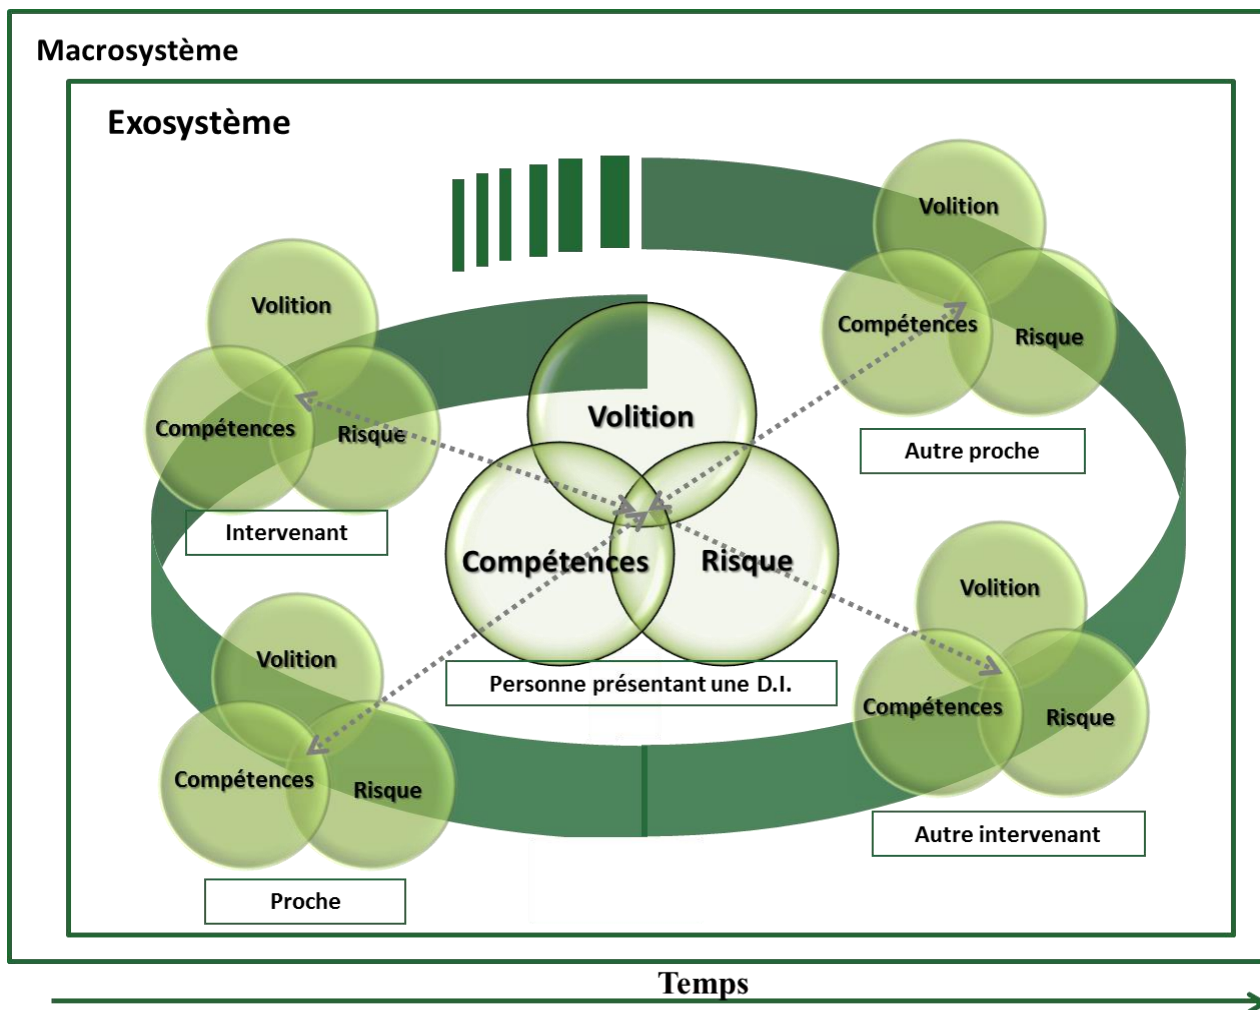 Macrosystème
Exosystème
Volition
Compétences
Risque
Autre proche
Volition
Compétences
Risque
Intervenant
Volition
Compétences
Risque
Personne présentant une D.I.
Volition
Compétences
Risque
Autre intervenant
Volition
Compétences
Risque
Proche
Temps